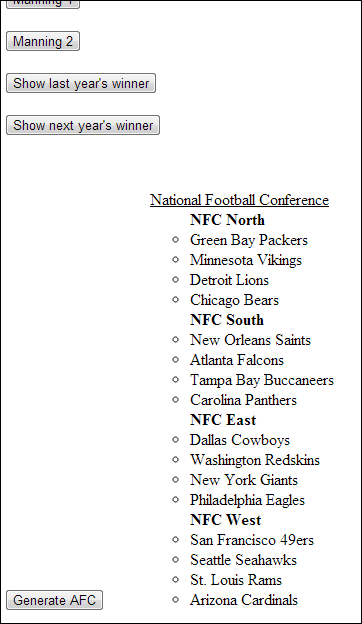 Manning 1
Manning 2
Show last year's winner
Show next year's winner
National Football Conference
NFC North
Green Bay Packers
Minnesota Vikings
Detroit Lions
Chicago Bears
NFC South
New Orleans Saints
Atlanta Falcons
Tampa Bay Buccaneers
Carolina Panthers
NFC East
Dallas Cowboys
Washington Redskins
New York Giants
Philadelphia Eagles
NFC West
San Francisco 49ers
Seattle Seahawks
St. Louis Rams
Generate AFC
Arizona Cardinals